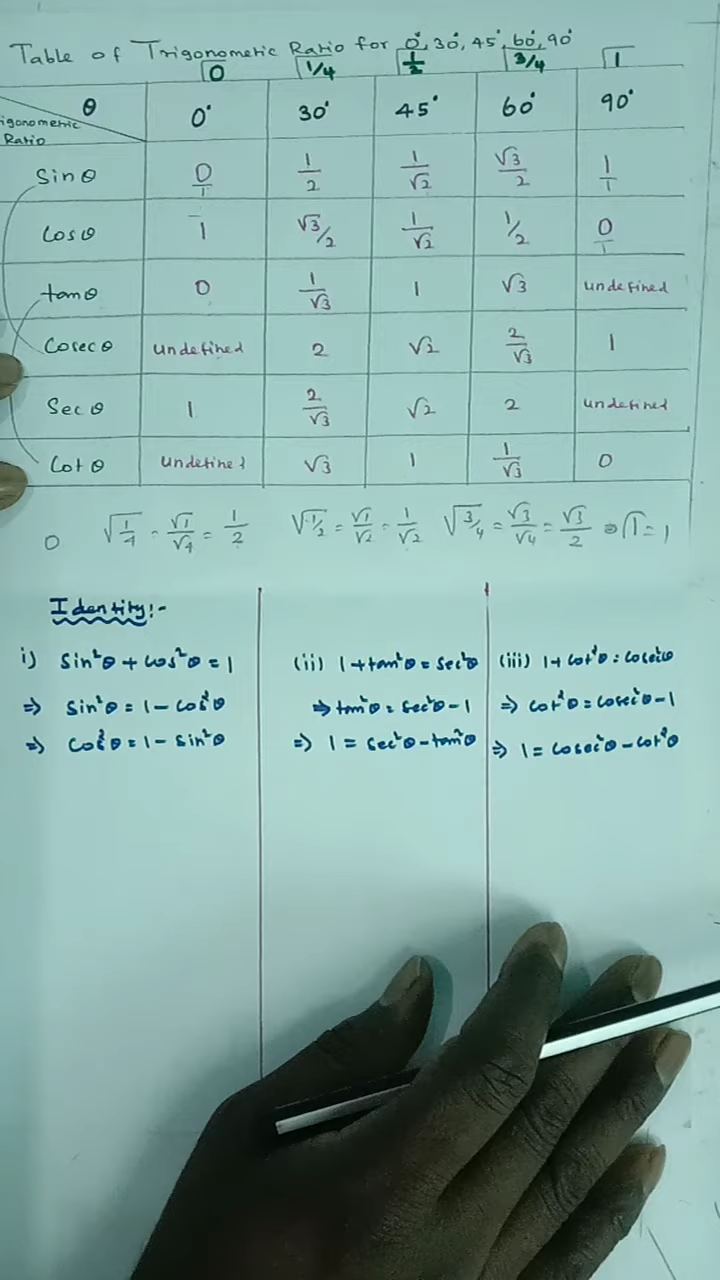 Table of Trigonometric Ratio for 0°, 30°, 45°, 60°, 90°
√0 √1/4 √1/2 √3/4 √1
θ 0° 30° 45° 60° 90°
igonometric
Ratio
Sinθ 0/1 1/2 1/√2 √3/2 1/1
Cosθ 1 √3/2 1/√2 1/2 0/1
tanθ 0 1/√3 1 √3 undefined
Cosecθ undefined 2 √2 2/√3 1
Secθ 1 2/√3 √2 2 undefined
Cotθ undefined √3 1 1/√3 0
0 √1/4 = √1/√4 = 1/2 √1/2 = √1/√2 = 1/√2 √3/4 = √3/√4 = √3/2 √1 = 1
Identity:-
i) Sin²θ + Cos²θ = 1
⇒ Sin²θ = 1 - Cos²θ
⇒ Cos²θ = 1 - Sin²θ
(ii) 1 + tan²θ = Sec²θ
⇒ tan²θ = Sec²θ - 1
⇒ 1 = Sec²θ - tan²θ
(iii) 1 + Cot²θ = Cosec²θ
⇒ Cot²θ = Cosec²θ - 1
⇒ 1 = Cosec²θ - Cot²θ